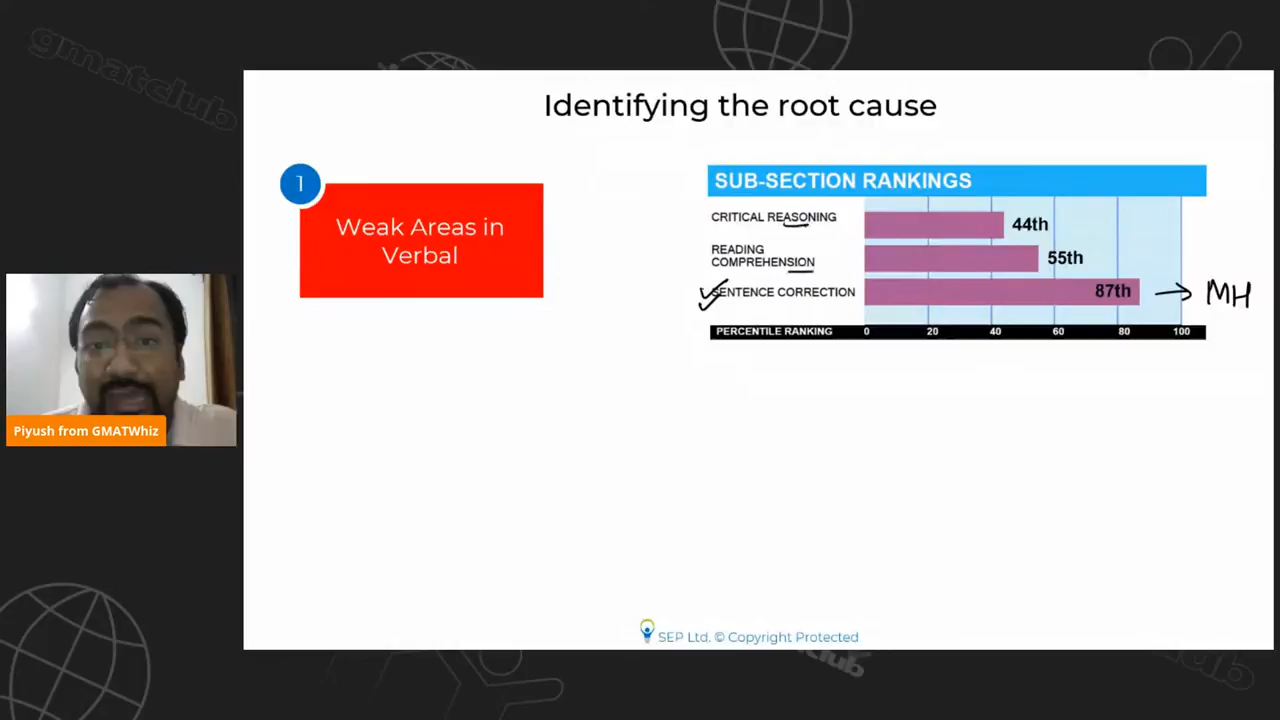 gmatclub
Identifying the root cause
1
Weak Areas in
Verbal
SUB-SECTION RANKINGS
CRITICAL REASONING
44th
READING
COMPREHENSION
55th
SENTENCE CORRECTION
87th
MH
PERCENTILE RANKING
0
20
40
60
80
100
Piyush from GMATWhiz
SEP Ltd. © Copyright Protected